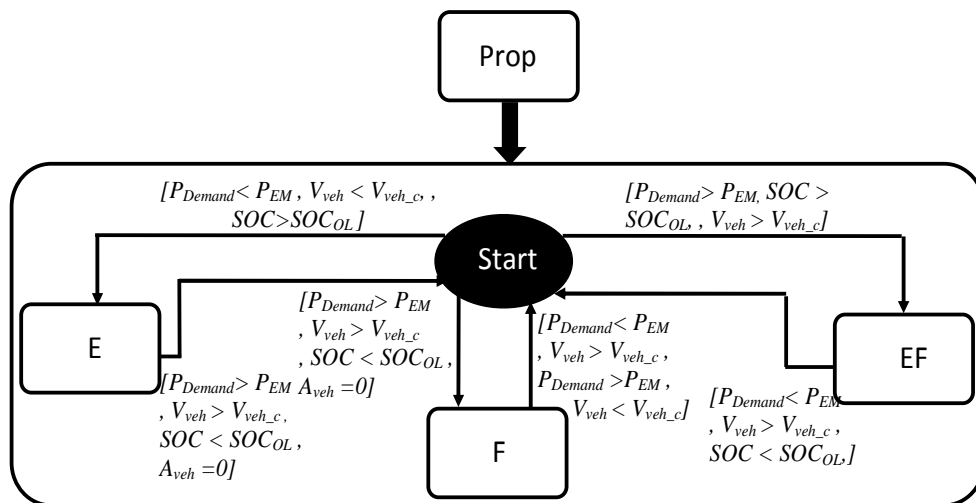 Prop
[P_Demand< P_EM , V_veh < V_veh_c, ,
SOC>SOC_OL ]
[P_Demand> P_EM, SOC >
SOC_OL, , V_veh > V_veh_c]
Start
E
[P_Demand> P_EM
, V_veh > V_veh_c
, SOC < SOC_OL ,
A_veh =0]
[P_Demand< P_EM
, V_veh > V_veh_c ,
P_Demand >P_EM ,
V_veh < V_veh_c]
EF
[P_Demand> P_EM
, V_veh > V_veh_c,
SOC < SOC_OL ,
A_veh =0]
F
[P_Demand< P_EM
, V_veh > V_veh_c ,
SOC < SOC_OL,]